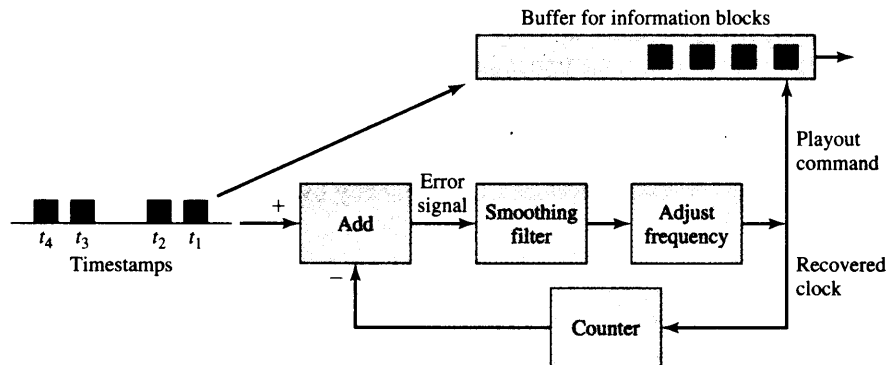 Buffer for information blocks
Playout
command
Error
signal
+
Add
Smoothing
filter
Adjust
frequency
t4 t3 t2 t1
Timestamps
−
Recovered
clock
Counter